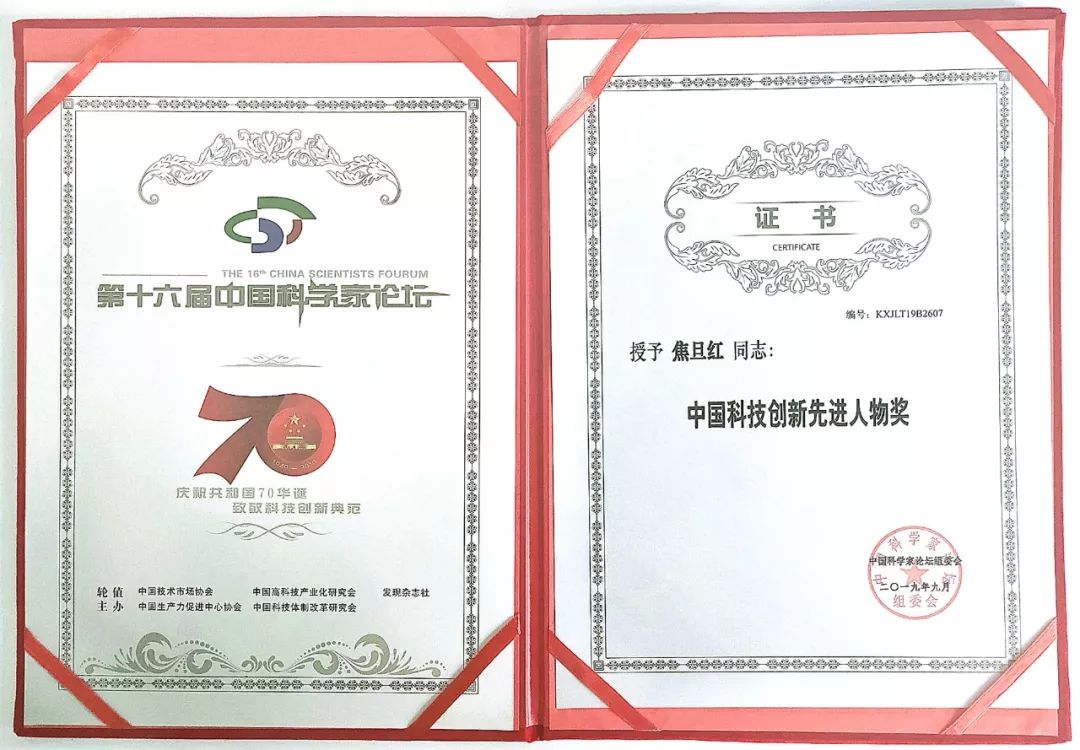 THE 16th CHINA SCIENTISTS FOURUM
第十六届中国科学家论坛
70
庆祝共和国70华诞
致敬科技创新典范
轮值 中国技术市场协会 中国高科技产业化研究会 发现杂志社
主办 中国生产力促进中心协会 中国科技体制改革研究会
证书
CERTIFICATE
编号：KXJLT19B2607
授予 焦旦红 同志：
中国科技创新先进人物奖
中国科学家论坛组委会
二〇一九年九月
组委会